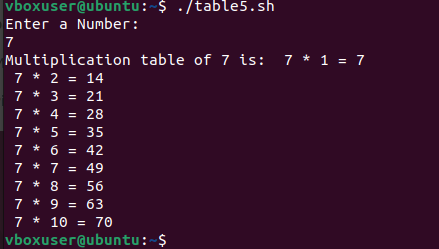 vboxuser@ubuntu:~$ ./table5.sh
Enter a Number:
7
Multiplication table of 7 is:  7 * 1 = 7
 7 * 2 = 14
 7 * 3 = 21
 7 * 4 = 28
 7 * 5 = 35
 7 * 6 = 42
 7 * 7 = 49
 7 * 8 = 56
 7 * 9 = 63
 7 * 10 = 70
vboxuser@ubuntu:~$